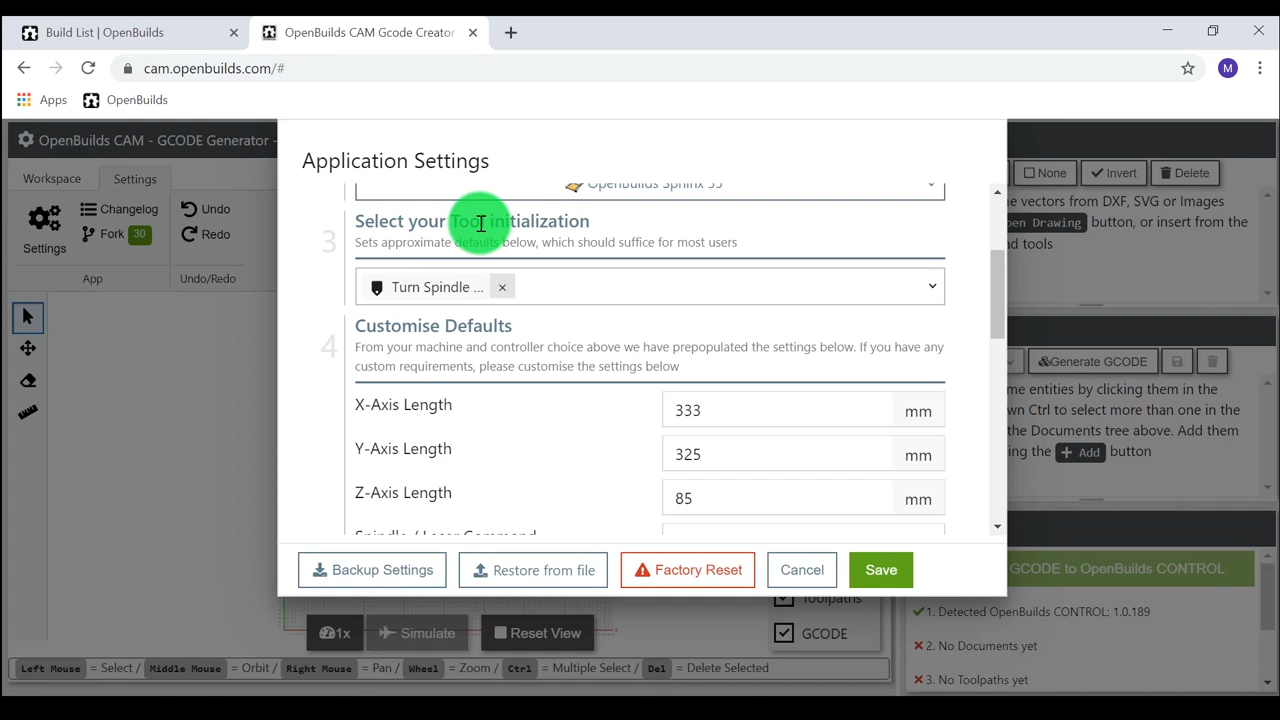 Build List | OpenBuilds
OpenBuilds CAM Gcode Creator
cam.openbuilds.com/#
M
Apps
OpenBuilds
OpenBuilds CAM - GCODE Generator -
Workspace
Settings
Settings
Changelog
Fork 30
App
Undo
Redo
Undo/Redo
Application Settings
OpenBuilds Sphinx 55
3
Select your Tool initialization
Sets approximate defaults below, which should suffice for most users
Turn Spindle ...
4
Customise Defaults
From your machine and controller choice above we have prepopulated the settings below. If you have any
custom requirements, please customise the settings below
X-Axis Length 333 mm
Y-Axis Length 325 mm
Z-Axis Length 85 mm
Spindle / Laser Command
Backup Settings
Restore from file
Factory Reset
Cancel
Save
None
Invert
Delete
me vectors from DXF, SVG or Images
pen Drawing button, or insert from the
nd tools
Generate GCODE
me entities by clicking them in the
wn Ctrl to select more than one in the
the Documents tree above. Add them
ing the + Add button
GCODE to OpenBuilds CONTROL
1. Detected OpenBuilds CONTROL: 1.0.189
2. No Documents yet
3. No Toolpaths yet
Toolpaths
GCODE
1x
Simulate
Reset View
Left Mouse = Select / Middle Mouse = Orbit / Right Mouse = Pan / Wheel = Zoom / Ctrl = Multiple Select / Del = Delete Selected